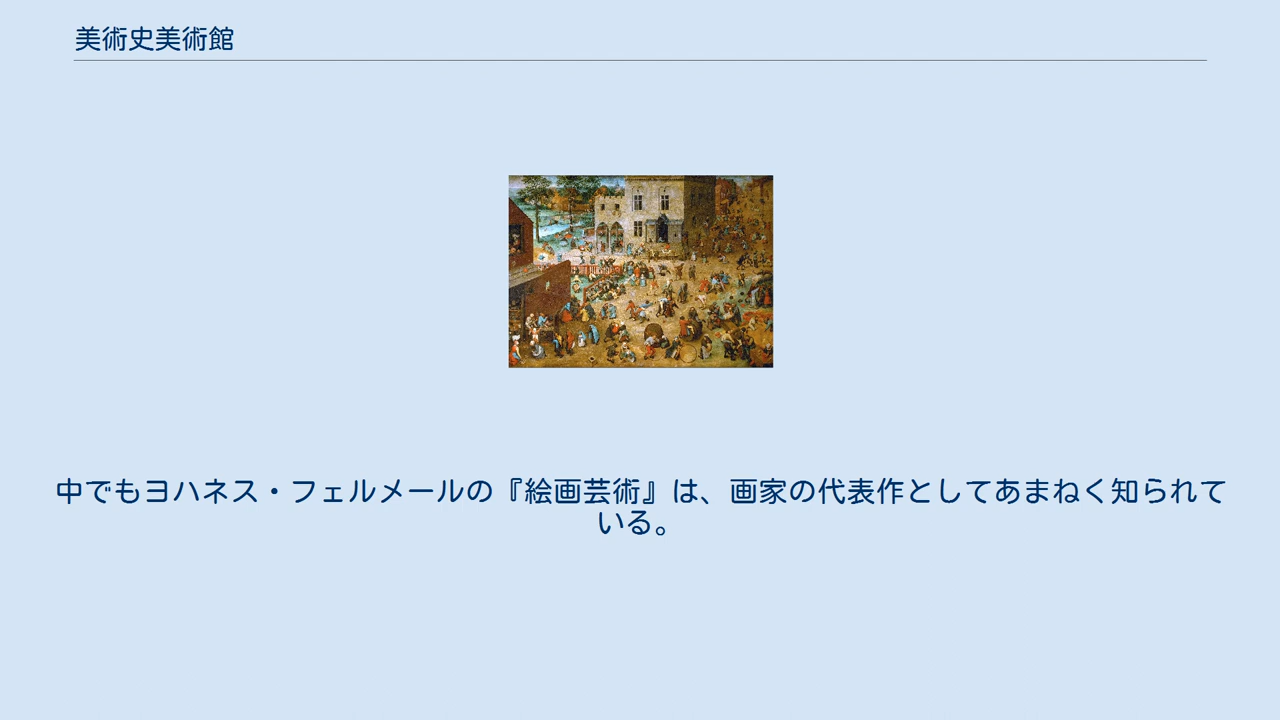 美術史美術館
中でもヨハネス・フェルメールの『絵画芸術』は、画家の代表作としてあまねく知られて
いる。